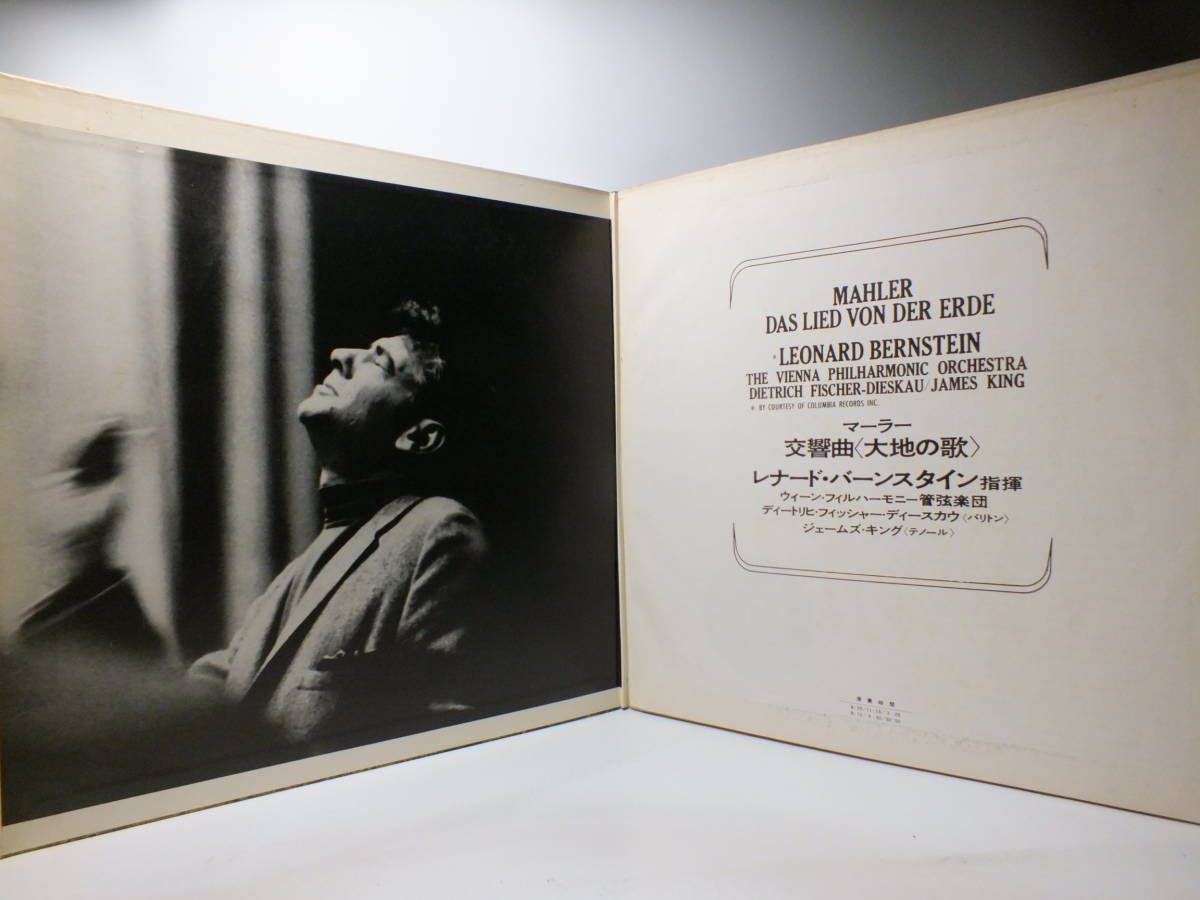 MAHLER
DAS LIED VON DER ERDE
*LEONARD BERNSTEIN
THE VIENNA PHILHARMONIC ORCHESTRA
DIETRICH FISCHER-DIESKAU/JAMES KING
* BY COURTESY OF COLUMBIA RECORDS INC.
マーラー
交響曲〈大地の歌〉
レナード・バーンスタイン指揮
ウィーン・フィルハーモニー管弦楽団
ディートリヒ・フィッシャー・ディースカウ〈バリトン〉
ジェームズ・キング〈テノール〉
演奏時間